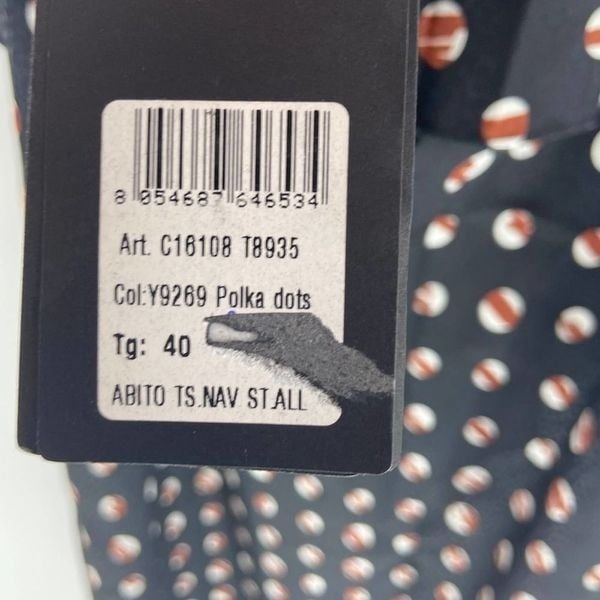 8 054687 646534
Art. C16108 T8935
Col:Y9269 Polka dots
Tg: 40
ABITO TS.NAV ST.ALL